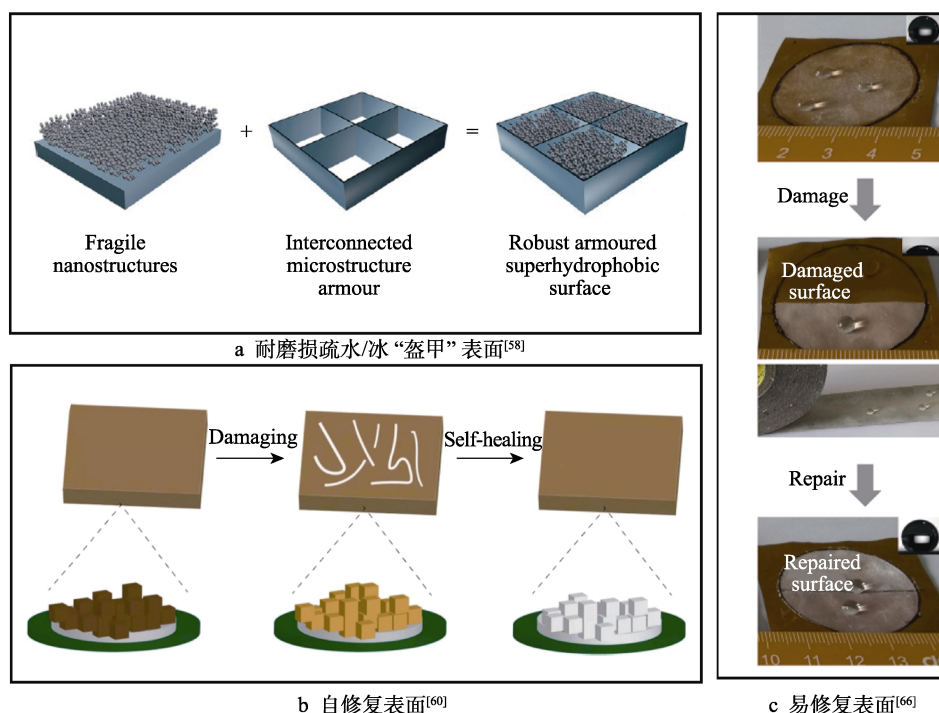 +
=
Fragile
nanostructures
Interconnected
microstructure
armour
Robust armoured
superhydrophobic
surface
a 耐磨损疏水/冰“盔甲”表面[58]
Damaging
Self-healing
b 自修复表面[60]
2 3 4 5
Damage
Damaged
surface
Repair
Repaired
surface
10 11 12 13
c 易修复表面[66]